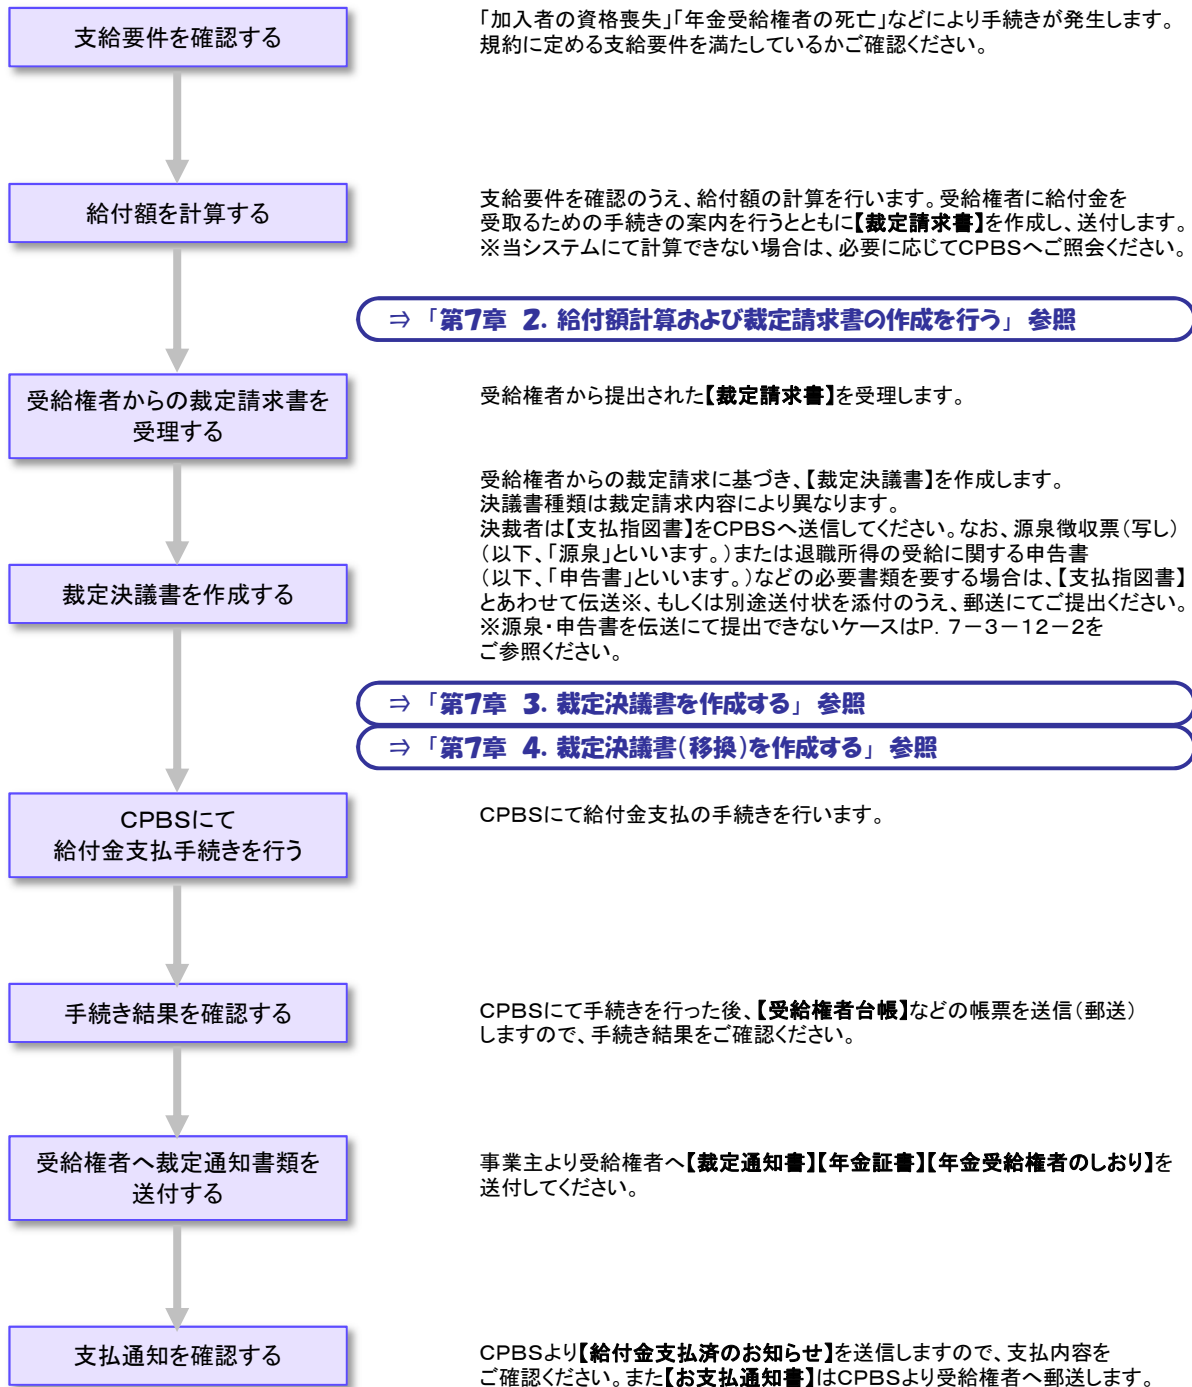 支給要件を確認する
「加入者の資格喪失」「年金受給権者の死亡」などにより手続きが発生します。
規約に定める支給要件を満たしているかご確認ください。
給付額を計算する
支給要件を確認のうえ、給付額の計算を行います。受給権者に給付金を
受取るための手続きの案内を行うとともに【裁定請求書】を作成し、送付します。
※当システムにて計算できない場合は、必要に応じてCPBSへご照会ください。
⇒ 「第7章 2. 給付額計算および裁定請求書の作成を行う」 参照
受給権者からの裁定請求書を
受理する
受給権者から提出された【裁定請求書】を受理します。
裁定決議書を作成する
受給権者からの裁定請求に基づき、【裁定決議書】を作成します。
決議書種類は裁定請求内容により異なります。
決裁者は【支払指図書】をCPBSへ送信してください。なお、源泉徴収票(写し)
(以下、「源泉」といいます。)または退職所得の受給に関する申告書
(以下、「申告書」といいます。)などの必要書類を要する場合は、【支払指図書】
とあわせて伝送※、もしくは別途送付状を添付のうえ、郵送にてご提出ください。
※源泉・申告書を伝送にて提出できないケースはP. 7-3-12-2を
ご参照ください。
⇒ 「第7章 3. 裁定決議書を作成する」 参照
⇒ 「第7章 4. 裁定決議書(移換)を作成する」 参照
CPBSにて
給付金支払手続きを行う
CPBSにて給付金支払の手続きを行います。
手続き結果を確認する
CPBSにて手続きを行った後、【受給権者台帳】などの帳票を送信(郵送)
しますので、手続き結果をご確認ください。
受給権者へ裁定通知書類を
送付する
事業主より受給権者へ【裁定通知書】【年金証書】【年金受給権者のしおり】を
送付してください。
支払通知を確認する
CPBSより【給付金支払済のお知らせ】を送信しますので、支払内容を
ご確認ください。また【お支払通知書】はCPBSより受給権者へ郵送します。